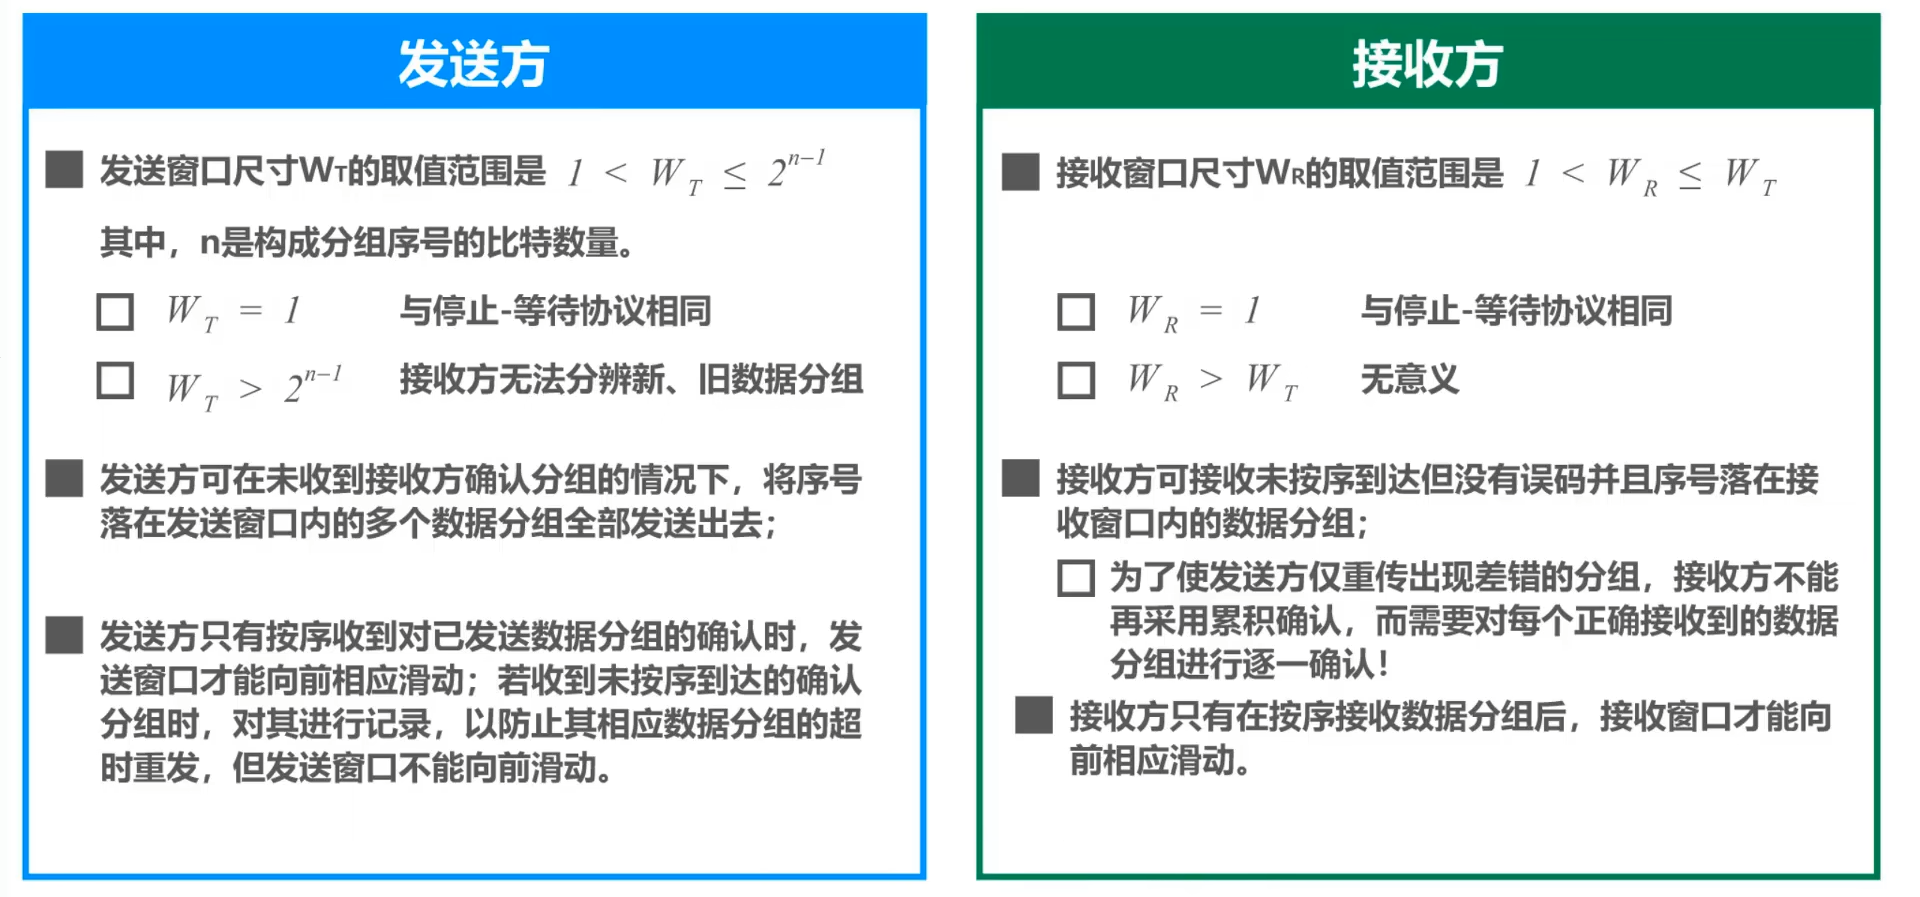 发送方
■ 发送窗口尺寸WT的取值范围是 1 < W_T ≤ 2^{n-1}
其中，n是构成分组序号的比特数量。
□ W_T = 1 与停止-等待协议相同
□ W_T > 2^{n-1} 接收方无法分辨新、旧数据分组
■ 发送方可在未收到接收方确认分组的情况下，将序号
落在发送窗口内的多个数据分组全部发送出去；
■ 发送方只有按序收到对已发送数据分组的确认时，发
送窗口才能向前相应滑动；若收到未按序到达的确认
分组时，对其进行记录，以防止其相应数据分组的超
时重发，但发送窗口不能向前滑动。
接收方
■ 接收窗口尺寸WR的取值范围是 1 < W_R ≤ W_T
□ W_R = 1 与停止-等待协议相同
□ W_R > W_T 无意义
■ 接收方可接收未按序到达但没有误码并且序号落在接
收窗口内的数据分组；
□ 为了使发送方仅重传出现差错的分组，接收方不能
再采用累积确认，而需要对每个正确接收到的数据
分组进行逐一确认！
■ 接收方只有在按序接收数据分组后，接收窗口才能向
前相应滑动。